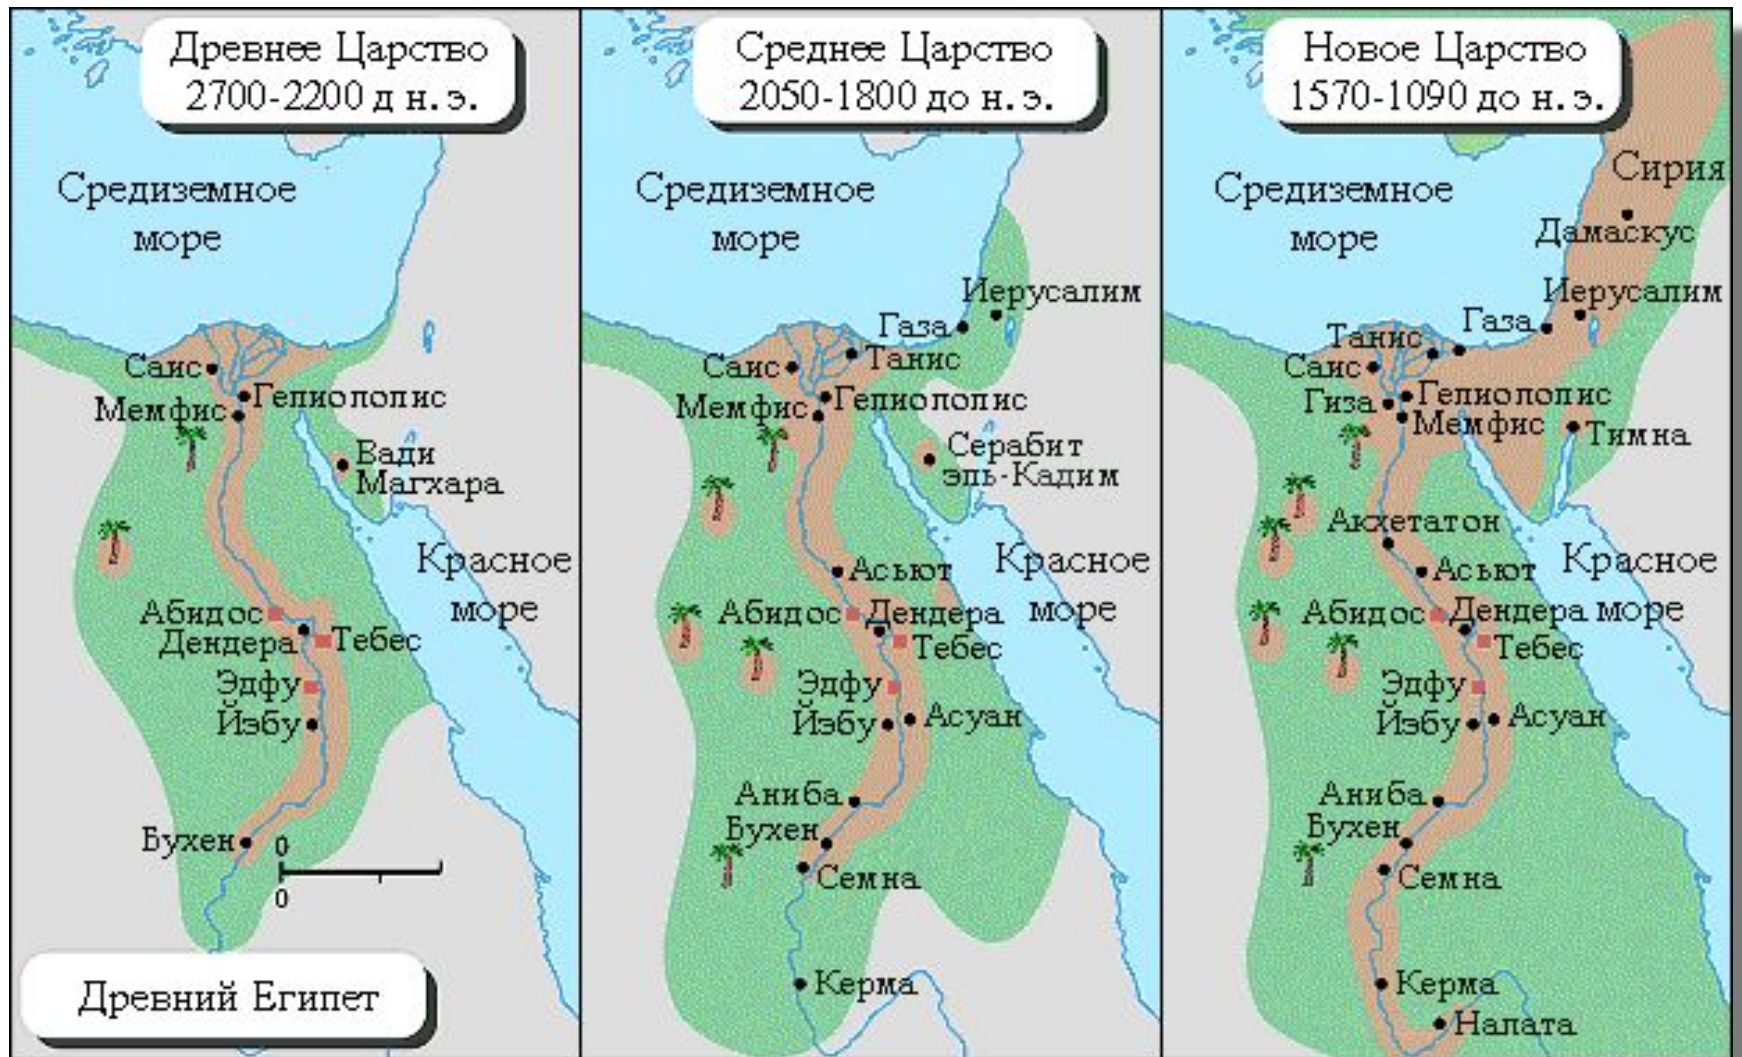 Древнее Царство
2700-2200 д н. э.
Средиземное
море
Саис
Гелиополис
Мемфис
Вади
Магхара
Красное
море
Абидос
Дендера
Тебес
Эдфу
Йэбу
Бухен
0
0
Древний Египет
Среднее Царство
2050-1800 до н. э.
Средиземное
море
Иерусалим
Газа
Танис
Саис
Гелиополис
Мемфис
Серабит
эль-Кадим
Красное
море
Асьют
Абидос
Дендера
Тебес
Эдфу
Йэбу
Асуан
Аниба
Бухен
Семна
Керма
Новое Царство
1570-1090 до н. э.
Сирия
Средиземное
море
Дамаскус
Иерусалим
Газа
Танис
Саис
Гелиополис
Гиза
Мемфис
Тимна
Акхетатон
Красное
море
Асьют
Абидос
Дендера
Тебес
Эдфу
Йэбу
Асуан
Аниба
Бухен
Семна
Керма
Напата